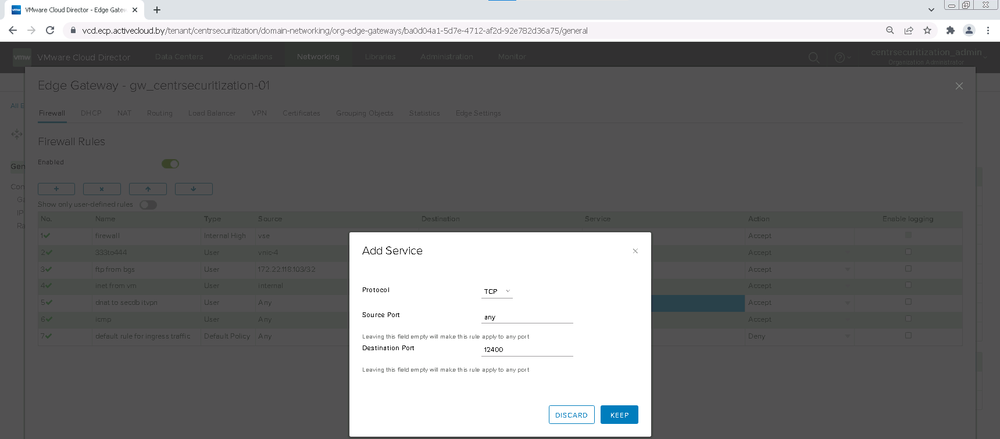 vmw VMware Cloud Director - Edge Gatew
vcd.ecp.activecloud.by/tenant/centrsecuritization/domain-networking/org-edge-gateways/ba0d04a1-5d7e-4712-af2d-92e782d36a75/general
vmw VMware Cloud Director Data Centers Applications Networking Libraries Administration Monitor centrsecuritization_admin
Organization Administrator
Edge Gateway - gw_centrsecuritization-01
All E
Firewall DHCP NAT Routing Load Balancer VPN Certificates Grouping Objects Statistics Edge Settings
Firewall Rules
Enabled
Gen
Con
Ga
IP
Ra
Show only user-defined rules
No. Name Type Source Destination Service Action Enable logging
1 firewall Internal High vse Accept
2 333to444 User vnic-4 Accept
3 ftp from bgs User 172.22.118.103/32 Accept
4 inet from vm User internal Accept
5 dnat to secdb itvpn User Any Accept
6 icmp User Any Accept
7 default rule for ingress traffic Default Policy Any Deny
Add Service
Protocol TCP
Source Port any
Leaving this field empty will make this rule apply to any port
Destination Port 12400
Leaving this field empty will make this rule apply to any port
DISCARD KEEP